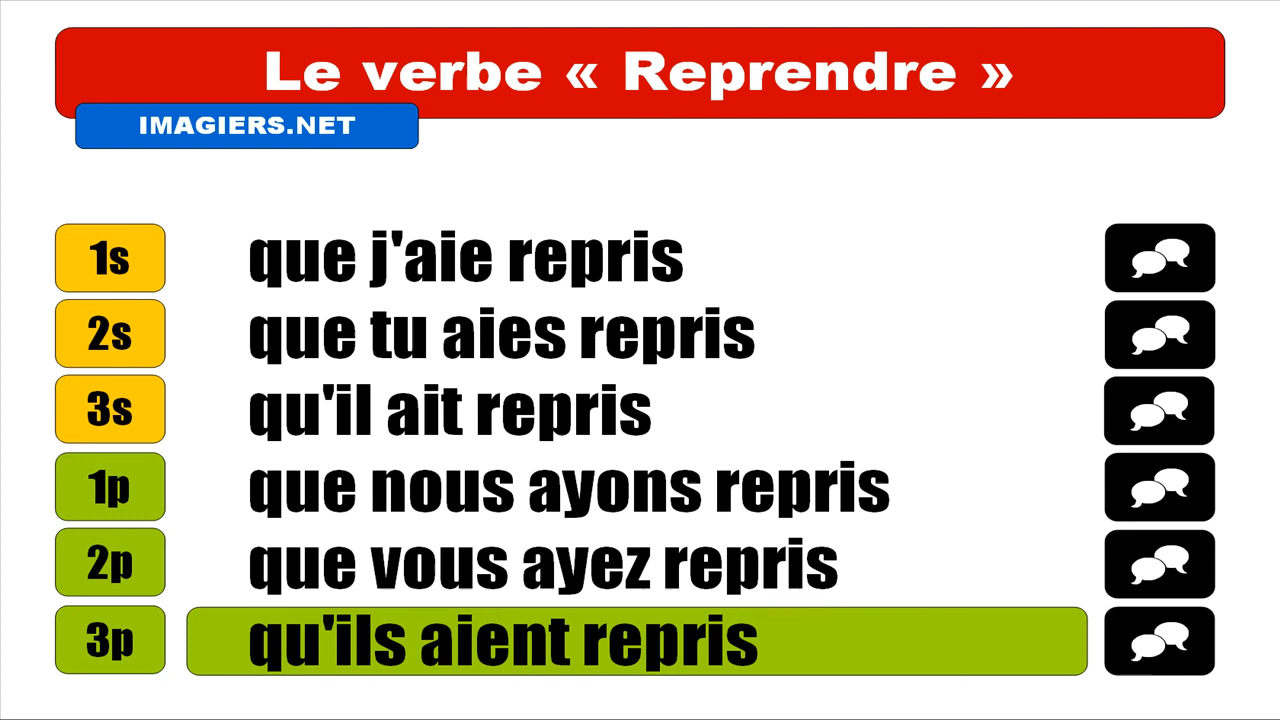 Le verbe « Reprendre »
IMAGIERS.NET
1s que j'aie repris
2s que tu aies repris
3s qu'il ait repris
1p que nous ayons repris
2p que vous ayez repris
3p qu'ils aient repris